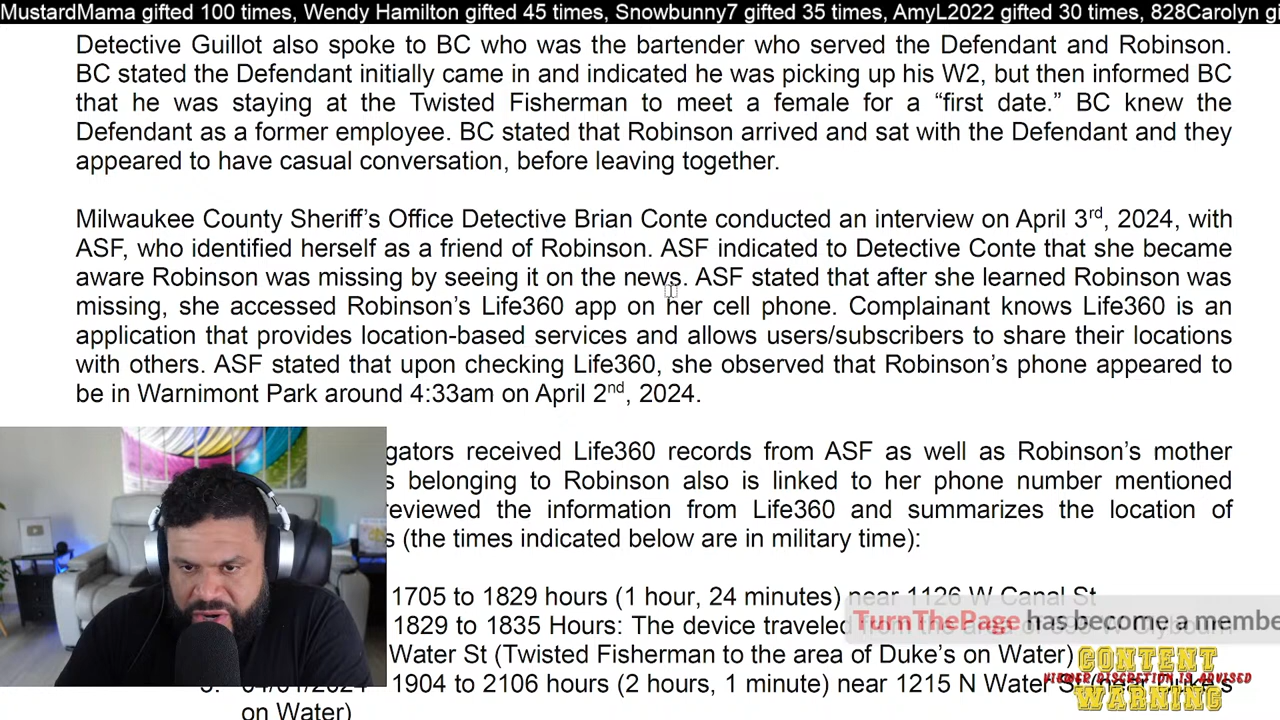 MustardMama gifted 100 times, Wendy Hamilton gifted 45 times, Snowbunny7 gifted 35 times, AmyL2022 gifted 30 times, 828Carolyn gi
Detective Guillot also spoke to BC who was the bartender who served the Defendant and Robinson.
BC stated the Defendant initially came in and indicated he was picking up his W2, but then informed BC
that he was staying at the Twisted Fisherman to meet a female for a “first date.” BC knew the
Defendant as a former employee. BC stated that Robinson arrived and sat with the Defendant and they
appeared to have casual conversation, before leaving together.
Milwaukee County Sheriff’s Office Detective Brian Conte conducted an interview on April 3rd, 2024, with
ASF, who identified herself as a friend of Robinson. ASF indicated to Detective Conte that she became
aware Robinson was missing by seeing it on the news. ASF stated that after she learned Robinson was
missing, she accessed Robinson’s Life360 app on her cell phone. Complainant knows Life360 is an
application that provides location-based services and allows users/subscribers to share their locations
with others. ASF stated that upon checking Life360, she observed that Robinson’s phone appeared to
be in Warnimont Park around 4:33am on April 2nd, 2024.
gators received Life360 records from ASF as well as Robinson’s mother
s belonging to Robinson also is linked to her phone number mentioned
reviewed the information from Life360 and summarizes the location of
s (the times indicated below are in military time):
1705 to 1829 hours (1 hour, 24 minutes) near 1126 W Canal St
1829 to 1835 Hours: The device traveled
TurnThePage has become a membe
Water St (Twisted Fisherman to the area of Duke’s on Water)
1904 to 2106 hours (2 hours, 1 minute) near 1215 N Water
on Water)
CONTENT
VIEWER DISCRETION IS ADVISED
WARNING